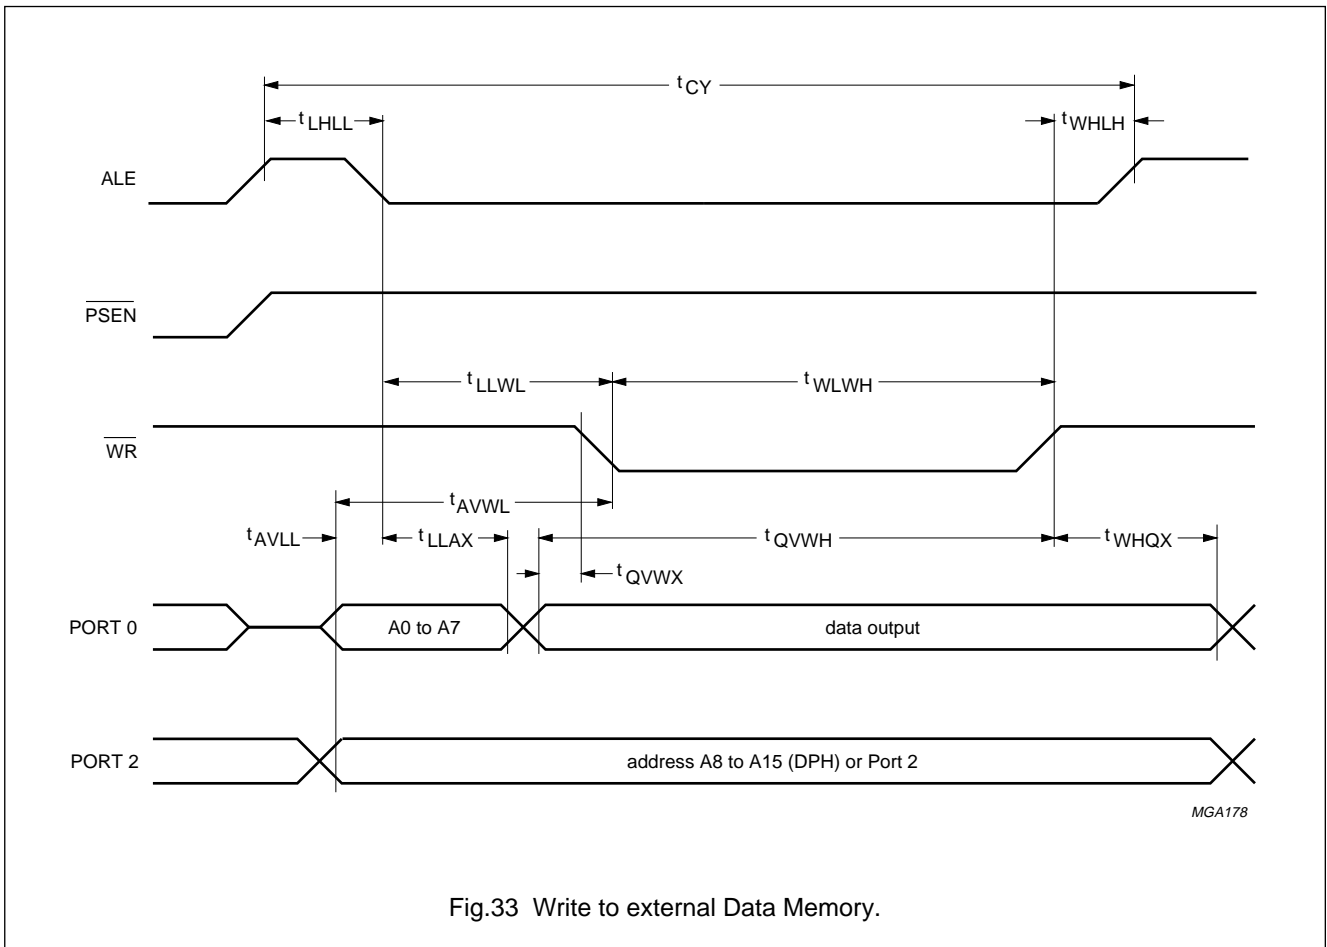 tCY
tLHLL
tWHLH
ALE
PSEN
tLLWL
tWLWH
WR
tAVWL
tAVLL
tLLAX
tQVWH
tWHQX
tQVWX
PORT 0
A0 to A7
data output
PORT 2
address A8 to A15 (DPH) or Port 2
MGA178
Fig.33 Write to external Data Memory.